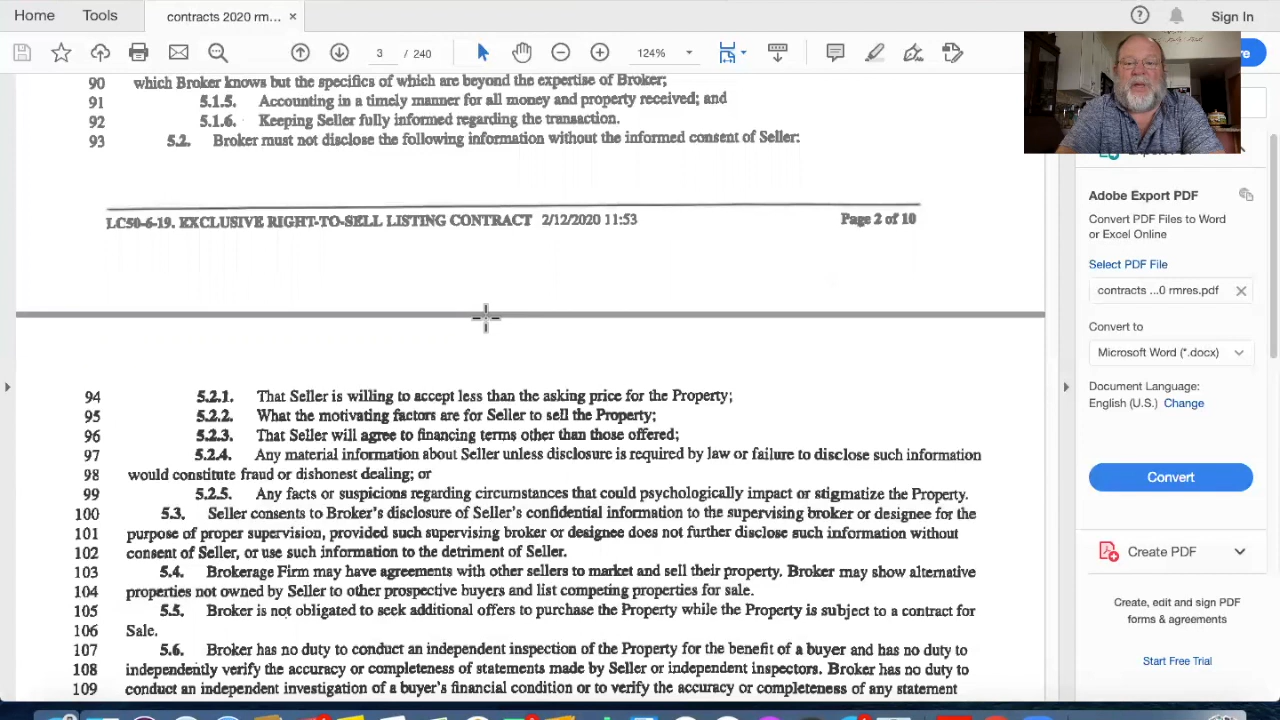 Home
Tools
contracts 2020 rm...
Sign In
3 / 240
124%
90 which Broker knows but the specifics of which are beyond the expertise of Broker;
91 5.1.5. Accounting in a timely manner for all money and property received; and
92 5.1.6. Keeping Seller fully informed regarding the transaction.
93 5.2. Broker must not disclose the following information without the informed consent of Seller:
LC50-6-19. EXCLUSIVE RIGHT-TO-SELL LISTING CONTRACT 2/12/2020 11:53 Page 2 of 10
94 5.2.1. That Seller is willing to accept less than the asking price for the Property;
95 5.2.2. What the motivating factors are for Seller to sell the Property;
96 5.2.3. That Seller will agree to financing terms other than those offered;
97 5.2.4. Any material information about Seller unless disclosure is required by law or failure to disclose such information
98 would constitute fraud or dishonest dealing; or
99 5.2.5. Any facts or suspicions regarding circumstances that could psychologically impact or stigmatize the Property.
100 5.3. Seller consents to Broker's disclosure of Seller's confidential information to the supervising broker or designee for the
101 purpose of proper supervision, provided such supervising broker or designee does not further disclose such information without
102 consent of Seller, or use such information to the detriment of Seller.
103 5.4. Brokerage Firm may have agreements with other sellers to market and sell their property. Broker may show alternative
104 properties not owned by Seller to other prospective buyers and list competing properties for sale.
105 5.5. Broker is not obligated to seek additional offers to purchase the Property while the Property is subject to a contract for
106 Sale.
107 5.6. Broker has no duty to conduct an independent inspection of the Property for the benefit of a buyer and has no duty to
108 independently verify the accuracy or completeness of statements made by Seller or independent inspectors. Broker has no duty to
109 conduct an independent investigation of a buyer's financial condition or to verify the accuracy or completeness of any statement
Adobe Export PDF
Convert PDF Files to Word
or Excel Online
Select PDF File
contracts ...0 rmres.pdf
Convert to
Microsoft Word (*.docx)
Document Language:
English (U.S.) Change
Convert
Create PDF
Create, edit and sign PDF
forms & agreements
Start Free Trial